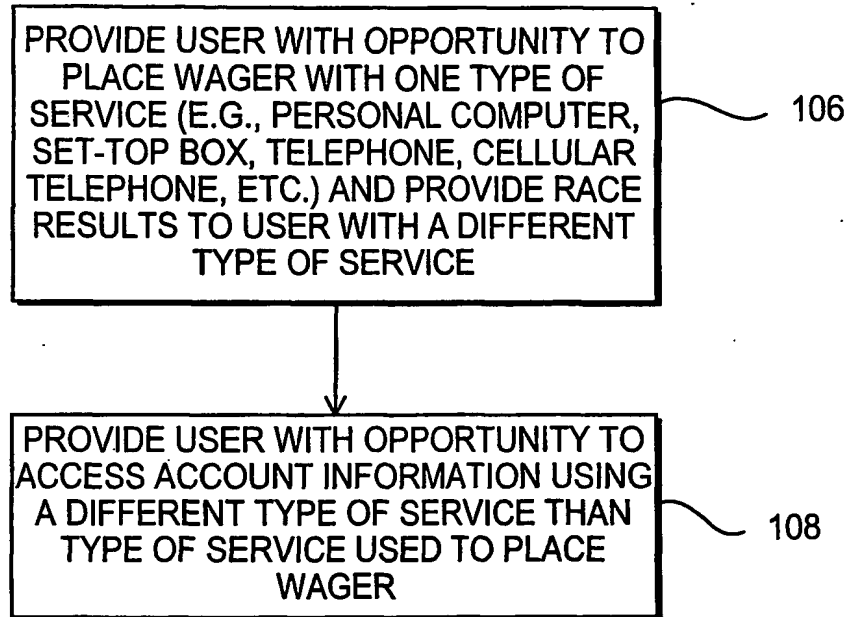 PROVIDE USER WITH OPPORTUNITY TO
PLACE WAGER WITH ONE TYPE OF
SERVICE (E.G., PERSONAL COMPUTER,
SET-TOP BOX, TELEPHONE, CELLULAR
TELEPHONE, ETC.) AND PROVIDE RACE
RESULTS TO USER WITH A DIFFERENT
TYPE OF SERVICE
106
PROVIDE USER WITH OPPORTUNITY TO
ACCESS ACCOUNT INFORMATION USING
A DIFFERENT TYPE OF SERVICE THAN
TYPE OF SERVICE USED TO PLACE
WAGER
108